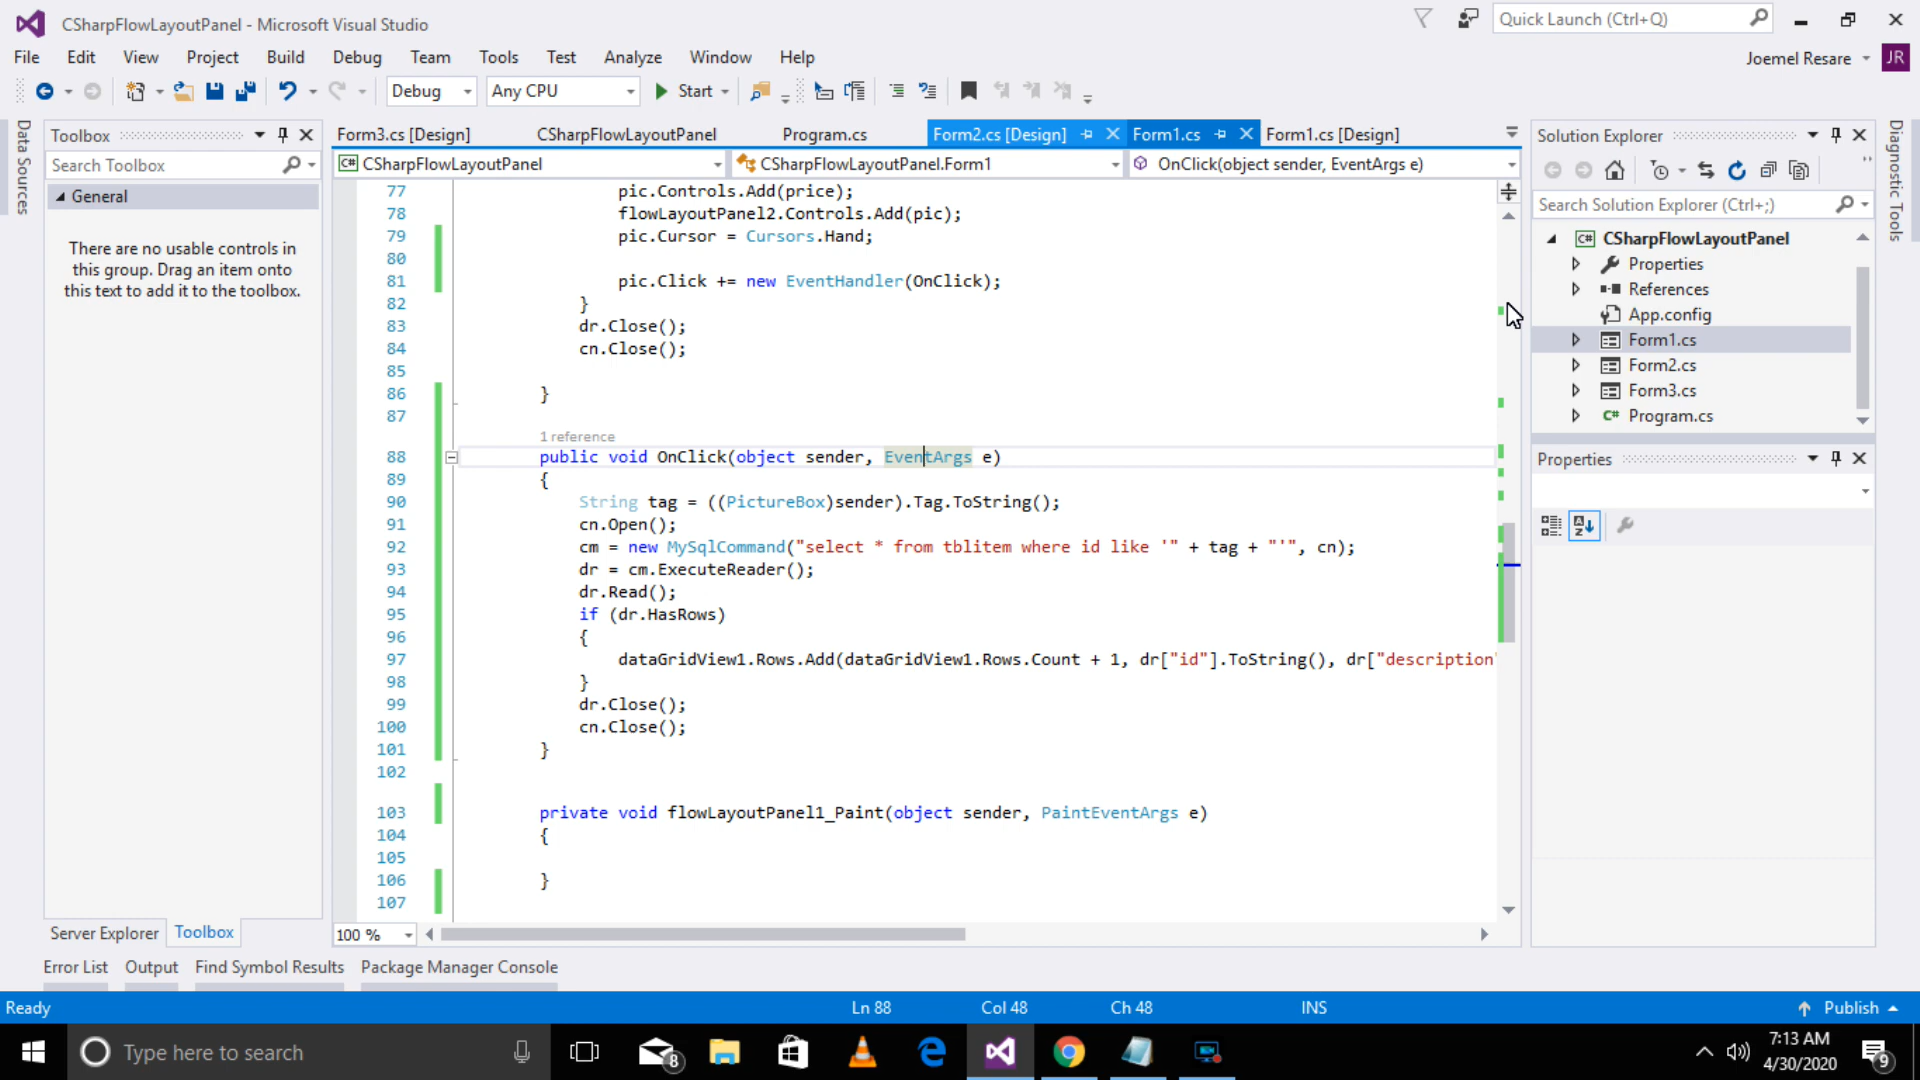 CSharpFlowLayoutPanel - Microsoft Visual Studio
Quick Launch (Ctrl+Q)
File Edit View Project Build Debug Team Tools Test Analyze Window Help
Joemel Resare JR
Debug Any CPU Start
Data Sources
Toolbox
Search Toolbox
General
There are no usable controls in
this group. Drag an item onto
this text to add it to the toolbox.
Server Explorer Toolbox
Form3.cs [Design] CSharpFlowLayoutPanel Program.cs Form2.cs [Design] Form1.cs Form1.cs [Design]
C# CSharpFlowLayoutPanel CSharpFlowLayoutPanel.Form1 OnClick(object sender, EventArgs e)
77 pic.Controls.Add(price);
78 flowLayoutPanel2.Controls.Add(pic);
79 pic.Cursor = Cursors.Hand;
80
81 pic.Click += new EventHandler(OnClick);
82 }
83 dr.Close();
84 cn.Close();
85
86 }
87
1 reference
88 public void OnClick(object sender, EventArgs e)
89 {
90 String tag = ((PictureBox)sender).Tag.ToString();
91 cn.Open();
92 cm = new MySqlCommand("select * from tblitem where id like '" + tag + "'", cn);
93 dr = cm.ExecuteReader();
94 dr.Read();
95 if (dr.HasRows)
96 {
97 dataGridView1.Rows.Add(dataGridView1.Rows.Count + 1, dr["id"].ToString(), dr["description"
98 }
99 dr.Close();
100 cn.Close();
101 }
102
103 private void flowLayoutPanel1_Paint(object sender, PaintEventArgs e)
104 {
105
106 }
107
100 %
Solution Explorer
Search Solution Explorer (Ctrl+;)
C# CSharpFlowLayoutPanel
Properties
References
App.config
Form1.cs
Form2.cs
Form3.cs
C# Program.cs
Properties
Diagnostic Tools
Error List Output Find Symbol Results Package Manager Console
Ready Ln 88 Col 48 Ch 48 INS Publish
Type here to search
8
7:13 AM
4/30/2020
9